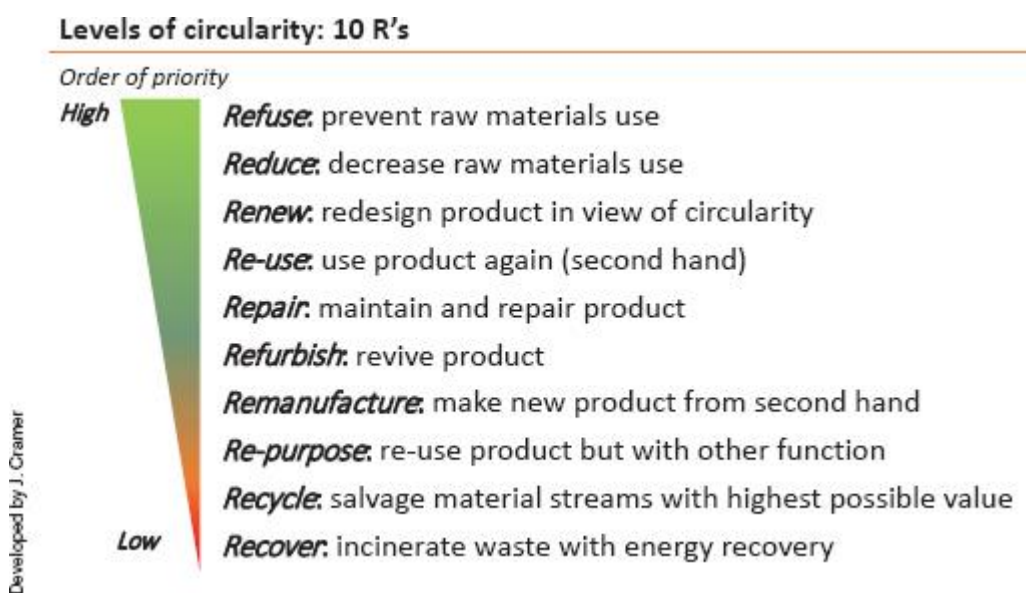 Levels of circularity: 10 R's
Order of priority
High
Refuse: prevent raw materials use
Reduce: decrease raw materials use
Renew: redesign product in view of circularity
Re-use: use product again (second hand)
Repair: maintain and repair product
Refurbish: revive product
Remanufacture: make new product from second hand
Re-purpose: re-use product but with other function
Recycle: salvage material streams with highest possible value
Low
Recover: incinerate waste with energy recovery
Developed by J. Cramer